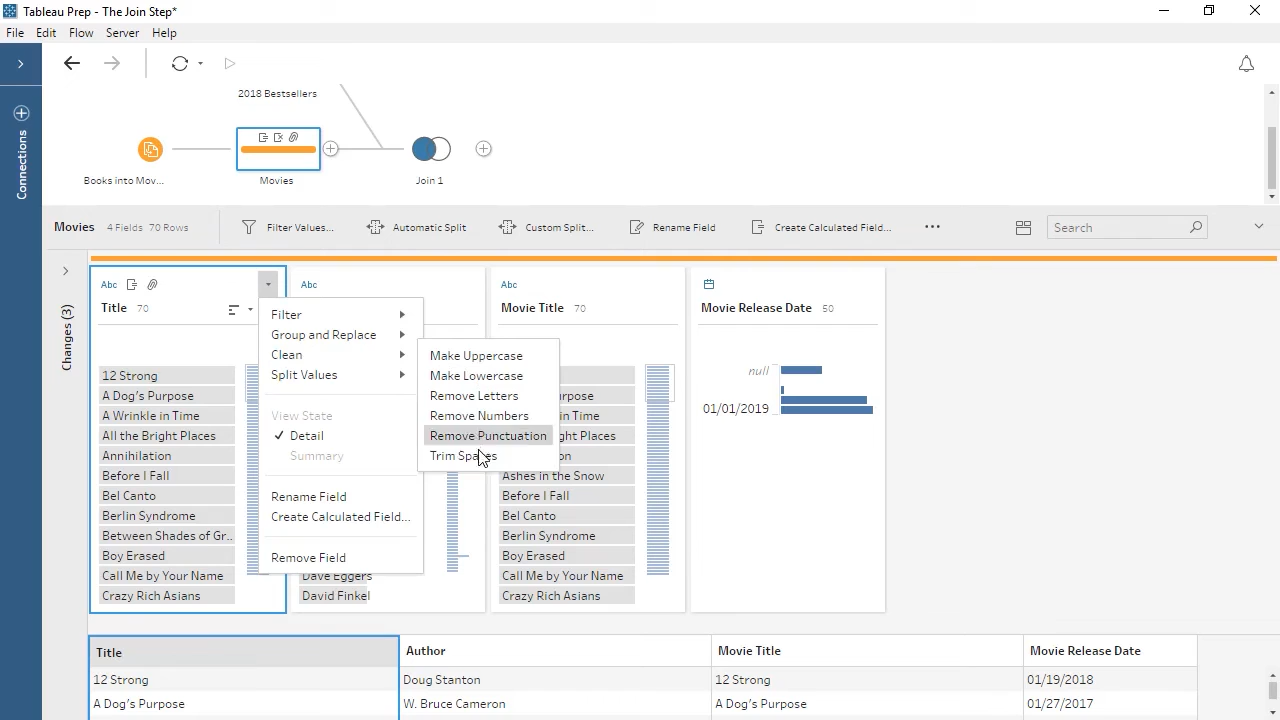 Tableau Prep - The Join Step*
File Edit Flow Server Help
Connections
2018 Bestsellers
Books into Mov...
Movies
Join 1
Movies 4 Fields 70 Rows
Filter Values...
Automatic Split
Custom Split...
Rename Field
Create Calculated Field...
Search
Changes (3)
Abc
Title 70
12 Strong
A Dog's Purpose
A Wrinkle in Time
All the Bright Places
Annihilation
Before I Fall
Bel Canto
Berlin Syndrome
Between Shades of Gr...
Boy Erased
Call Me by Your Name
Crazy Rich Asians
Filter
Group and Replace
Clean
Split Values
View State
Detail
Summary
Rename Field
Create Calculated Fi
Remove Field
Make Uppercase
Make Lowercase
Remove Letters
Remove Numbers
Remove Punctuation
Trim Spaces
Abc
Dave Eggers
David Finkel
Abc
Movie Title 70
rpose
in Time
ght Places
on
Ashes in the Snow
Before I Fall
Bel Canto
Berlin Syndrome
Boy Erased
Call Me by Your Name
Crazy Rich Asians
Movie Release Date 50
null
01/01/2019
Title Author Movie Title Movie Release Date
12 Strong Doug Stanton 12 Strong 01/19/2018
A Dog's Purpose W. Bruce Cameron A Dog's Purpose 01/27/2017